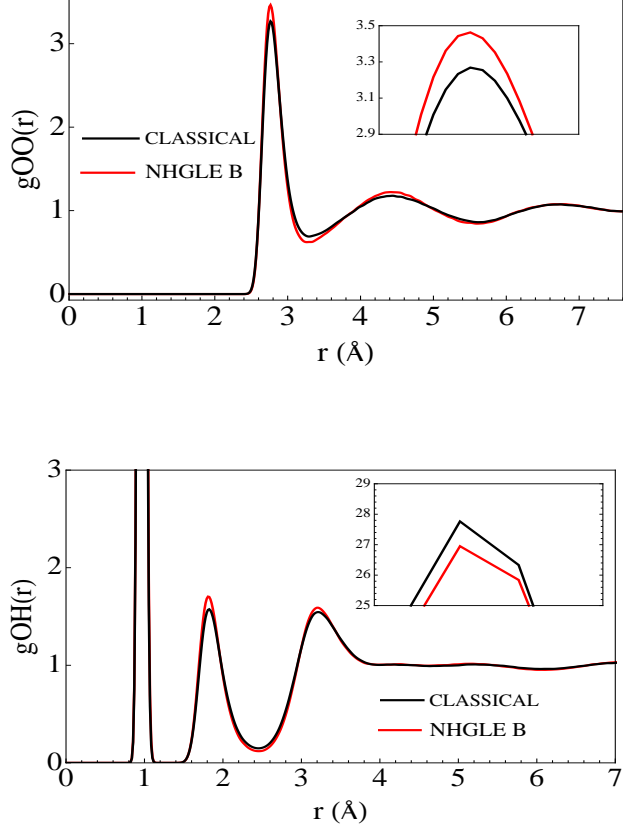 3.5
3.3
3.1
2.9
3
2
1
0
gOO(r)
CLASSICAL
NHGLE B
0 1 2 3 4 5 6 7
r (Å)
3
2
1
0
gOH(r)
29
28
27
26
25
CLASSICAL
NHGLE B
0 1 2 3 4 5 6 7
r (Å)